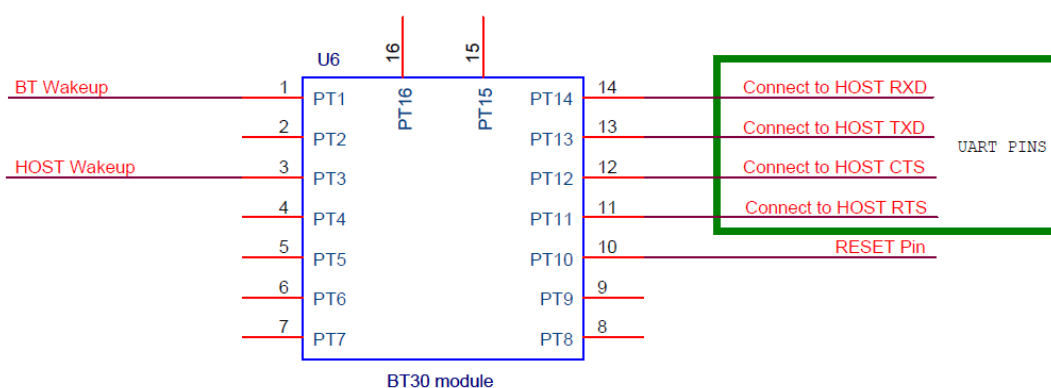 U6
16
15
BT Wakeup
1
PT1
PT16
PT15
PT14
14
Connect to HOST RXD
2
PT2
PT13
13
Connect to HOST TXD
UART PINS
HOST Wakeup
3
PT3
PT12
12
Connect to HOST CTS
4
PT4
PT11
11
Connect to HOST RTS
5
PT5
PT10
10
RESET Pin
6
PT6
PT9
9
7
PT7
PT8
8
BT30 module